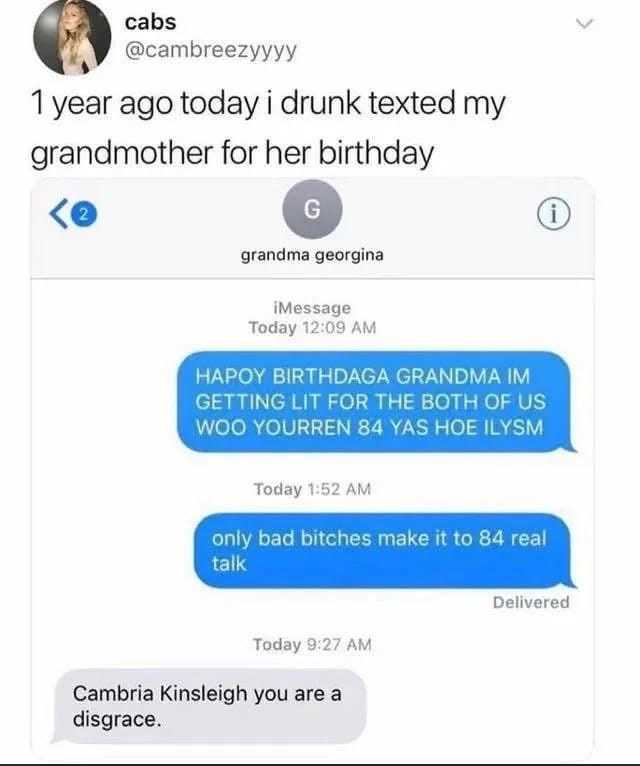 cabs
@cambreezyyyy
1 year ago today i drunk texted my
grandmother for her birthday
2
G
i
grandma georgina
iMessage
Today 12:09 AM
HAPOY BIRTHDAGA GRANDMA IM
GETTING LIT FOR THE BOTH OF US
WOO YOURREN 84 YAS HOE ILYSM
Today 1:52 AM
only bad bitches make it to 84 real
talk
Delivered
Today 9:27 AM
Cambria Kinsleigh you are a
disgrace.